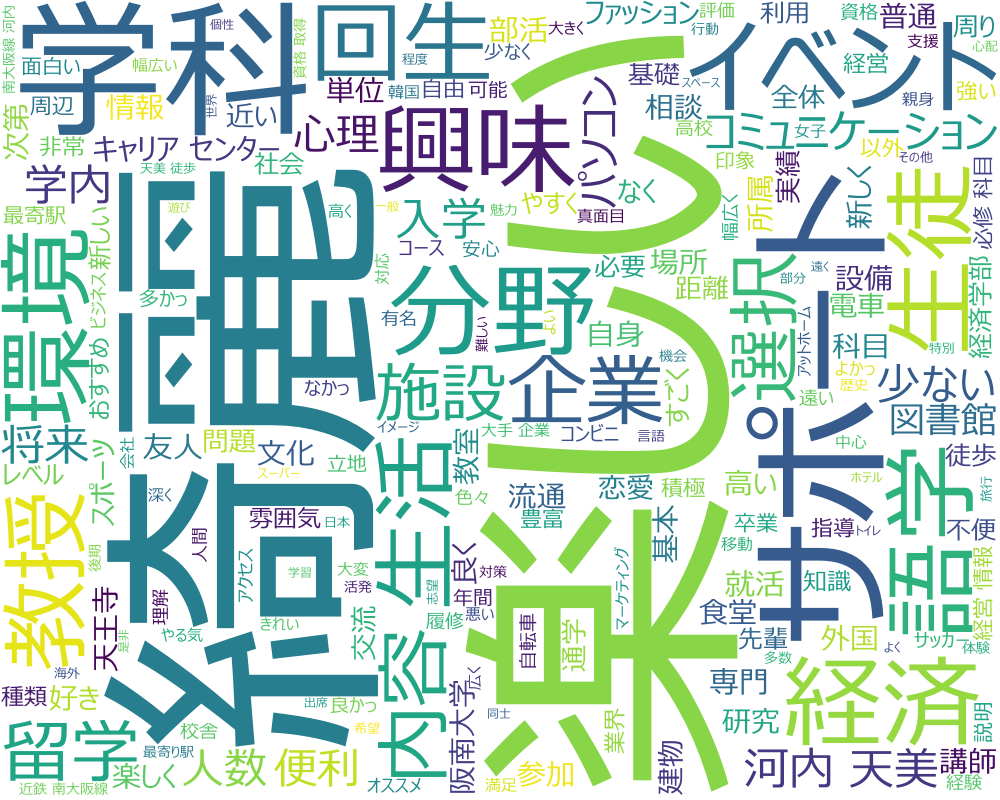 学科
回生
イベント
綺麗
楽しい
興味
サポート
分野
生徒
語学
経済
環境
教授
留学
内容
生活
施設
企業
選択
心理
学内
入学
将来
パソコン
コミュニケーション
ファッション
部活
普通
周り
利用
評価
資格
行動
支援
心配
基礎
経営
強い
親身
相談
全体
単位
自由
可能
韓国
少なく
大きく
程度
個性
南大阪線 河内
面白い
幅広い
資格 取得
周辺
情報
近い
世界
次第
非常
キャリア センター
スペース
高校
女子
以外
その他
印象
天美 徒歩
社会
なく
やすく
所属
実績
新しく
必修 科目
最寄駅
遊び
高く
一般
魅力
真面目
幅広く
コース
安心
対応
必要
場所
設備
部分
遠く
経済学部
新しい
ビジネス
多かっ
有名
難しい
よい
距離
電車
アットホーム
特別
おすすめ
なかっ
自身
機会
科目
よかっ
歴史
少ない
イメージ
すごく
遠い
図書館
友人
問題
文化
立地
教室
大手 企業
コンビニ
言語
中心
レベル
会社
スポーツ
スーパー
色々
流通
恋愛
積極
高い
ホテル
徒歩
旅行
深く
雰囲気
日本
豊富
基本
卒業
指導
トイレ
不便
人間
アクセス
良く
移動
後期
天王寺
理解
学習
大変
活発
志望
対策
マーケティング
就活
知識
経営 情報
年間
悪い
自転車
通学
食堂
履修
交流
きれい
やる気
是非
先輩
外国
サッカー
体験
多数
よく
海外
種類
好き
出席
良かっ
広く
同士
専門
校舎
希望
阪南大学
業界
建物
研究
説明
最寄り駅
人数
便利
参加
満足
河内 天美
講師
経験
近鉄 南大阪線
楽しく
オススメ